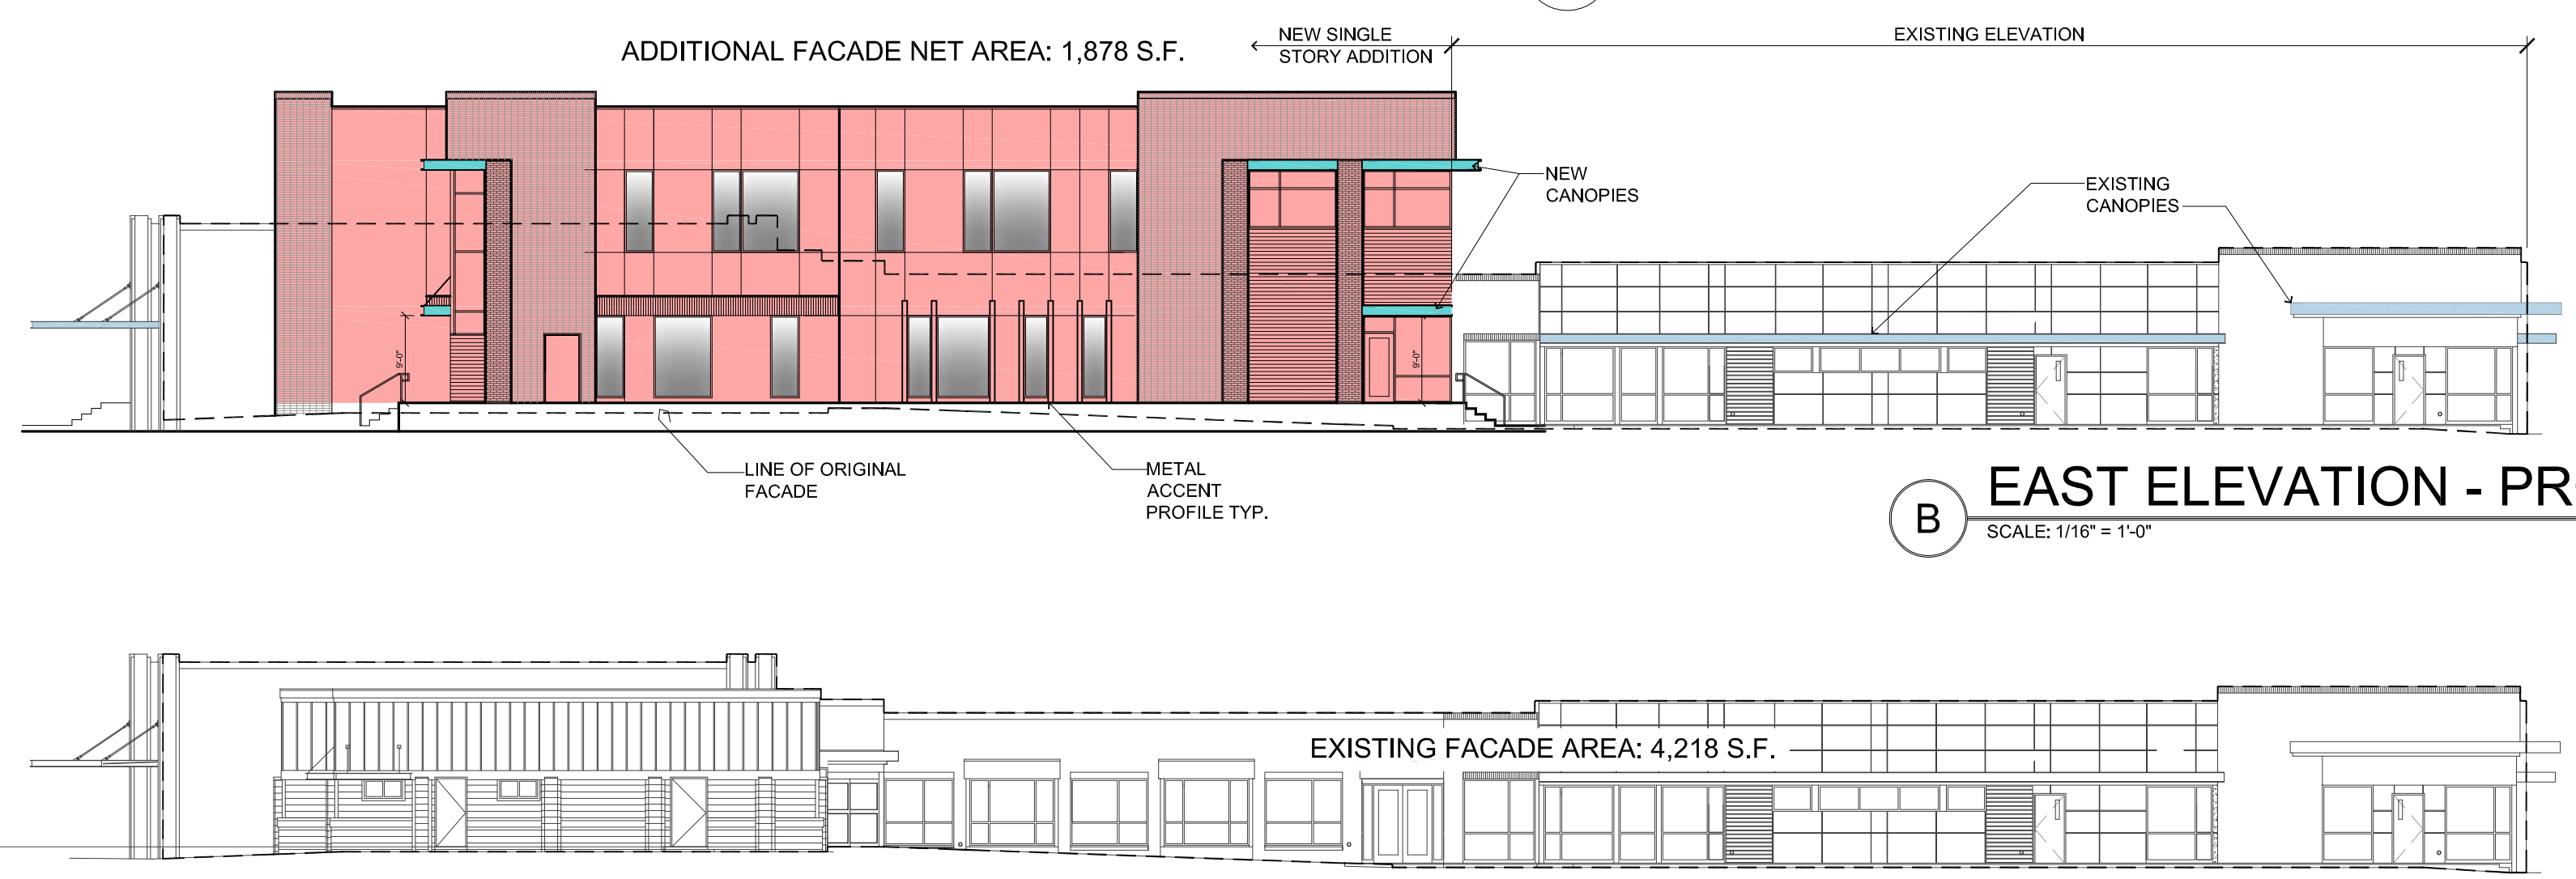 ADDITIONAL FACADE NET AREA: 1,878 S.F.
NEW SINGLE
STORY ADDITION
EXISTING ELEVATION
NEW
CANOPIES
EXISTING
CANOPIES
9'-0"
9'-0"
LINE OF ORIGINAL
FACADE
METAL
ACCENT
PROFILE TYP.
B
EAST ELEVATION - PR
SCALE: 1/16" = 1'-0"
EXISTING FACADE AREA: 4,218 S.F.